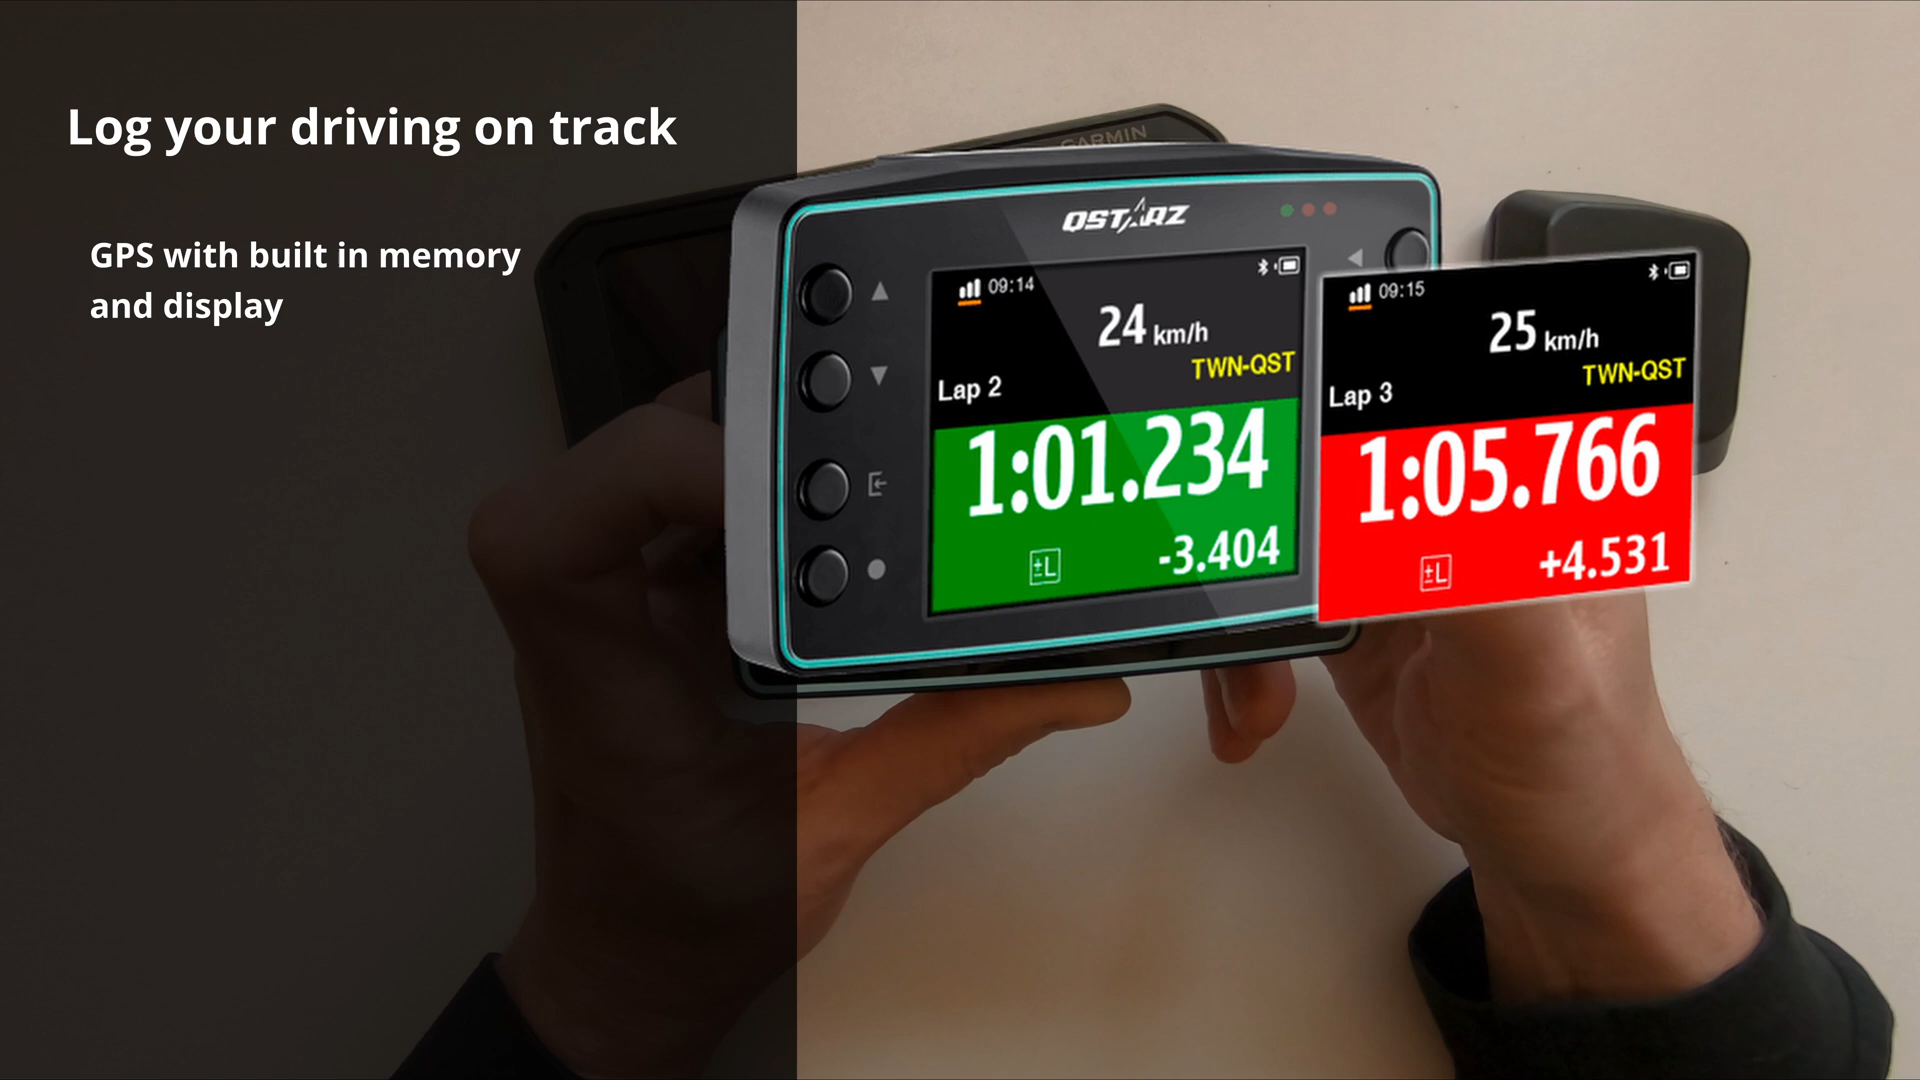 Log your driving on track
GPS with built in memory
and display
GARMIN
QSTARZ
09:14
24 km/h
TWN-QST
Lap 2
1:01.234
±L
-3.404
09:15
25 km/h
TWN-QST
Lap 3
1:05.766
±L
+4.531